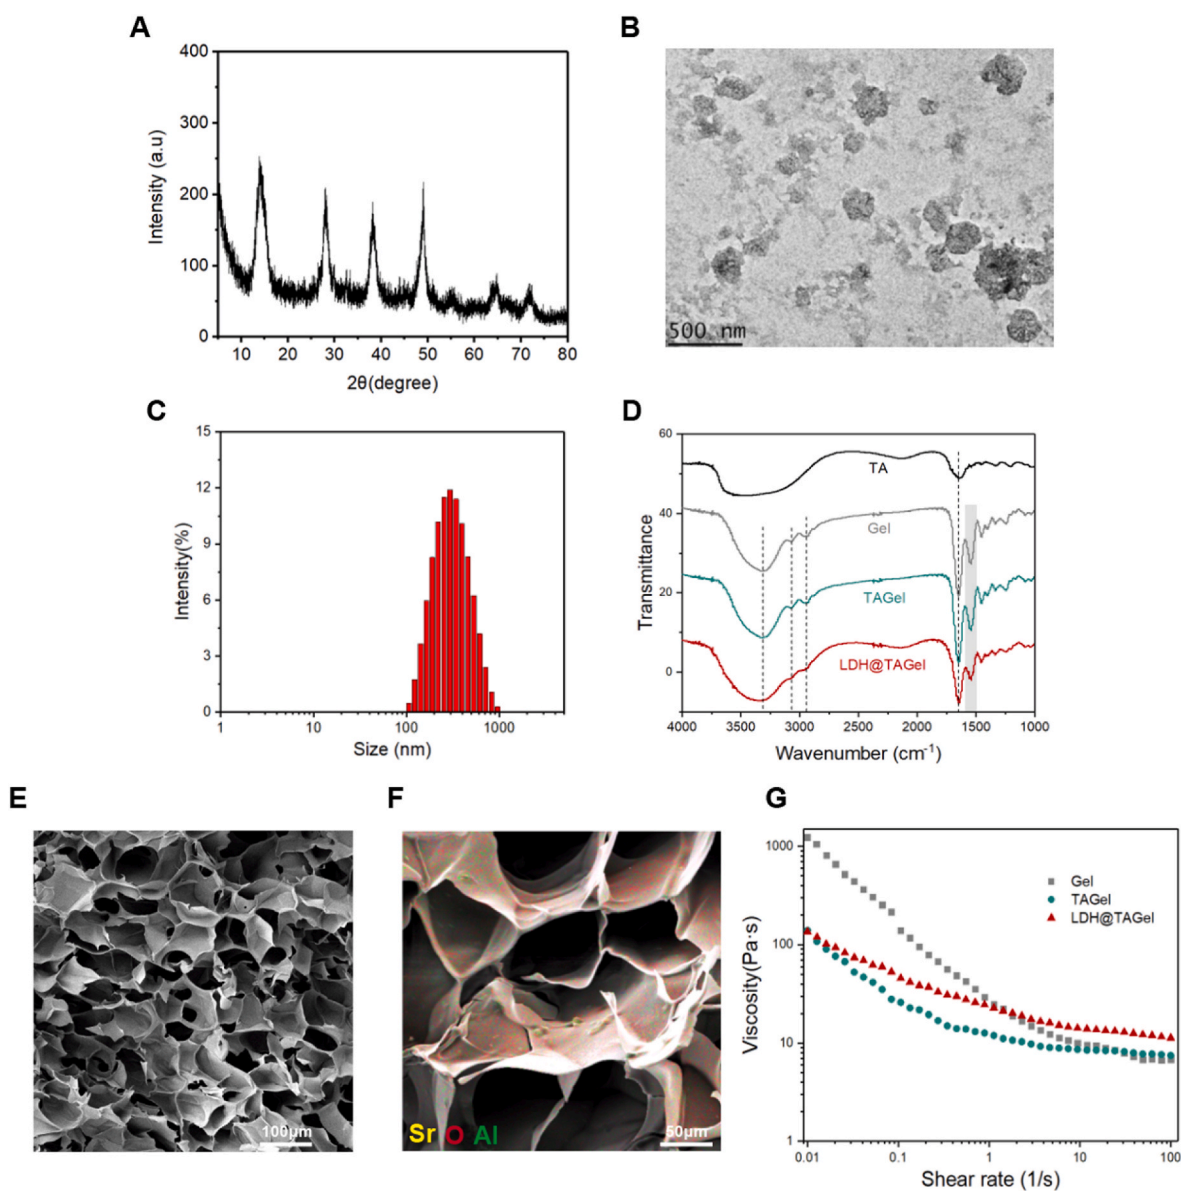 A
400
300
200
100
0
Intensity (a.u)
10 20 30 40 50 60 70 80
2θ(degree)
B
500 nm
C
15
12
9
6
3
0
Intensity(%)
1 10 100 1000
Size (nm)
D
60
40
20
0
Transmittance
TA
Gel
TAGel
LDH@TAGel
4000 3500 3000 2500 2000 1500 1000
Wavenumber (cm⁻¹)
E
100μm
F
Sr O Al
50μm
G
1000
100
10
1
Viscosity(Pa·s)
Gel
TAGel
LDH@TAGel
0.01 0.1 1 10 100
Shear rate (1/s)